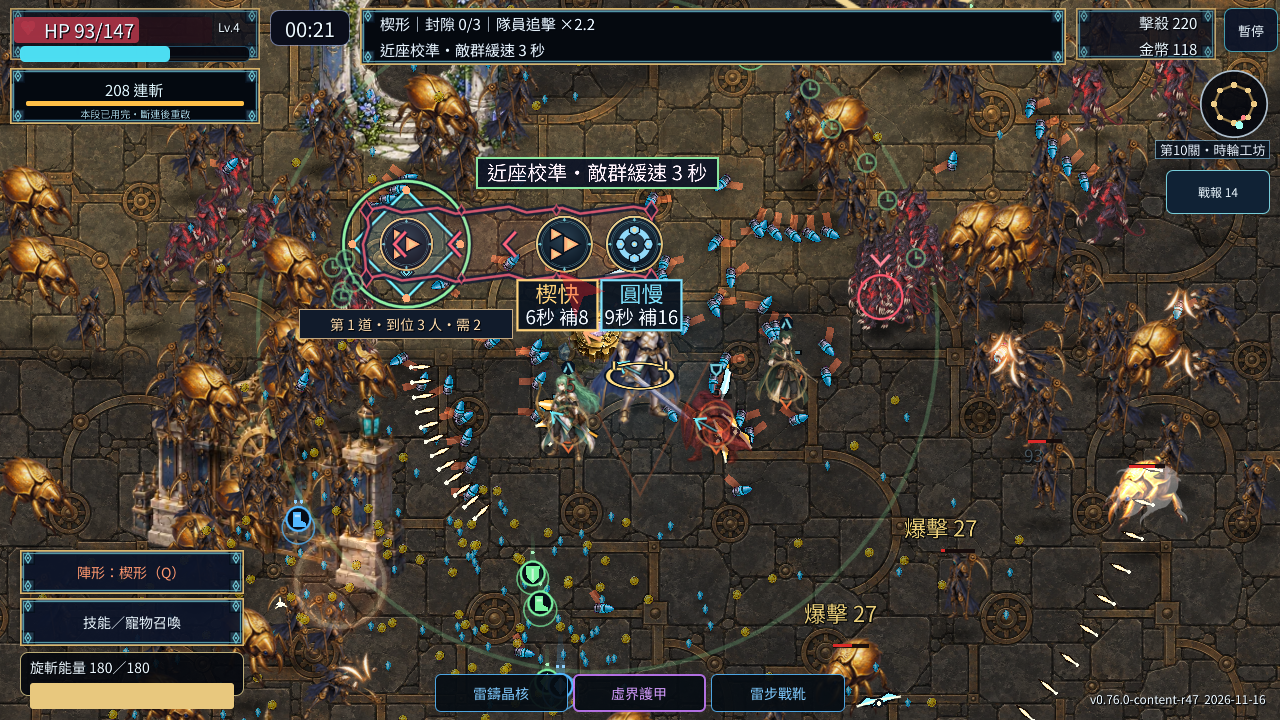 HP 93/147
Lv.4
00:21
楔形｜封隙 0/3｜隊員追擊 ×2.2
近座校準・敵群緩速 3 秒
擊殺 220
金幣 118
暫停
208 連斬
本段已用完・斷連後重啟
第10關・時輪工坊
戰報 14
近座校準・敵群緩速 3 秒
楔快
6秒 補8
圓慢
9秒 補16
第 1 道・到位 3 人・需 2
93
爆擊 27
爆擊 27
陣形：楔形（Q）
技能／寵物召喚
旋斬能量 180／180
雷鑄晶核
虛界護甲
雷步戰靴
v0.76.0-content-r47 2026-11-16